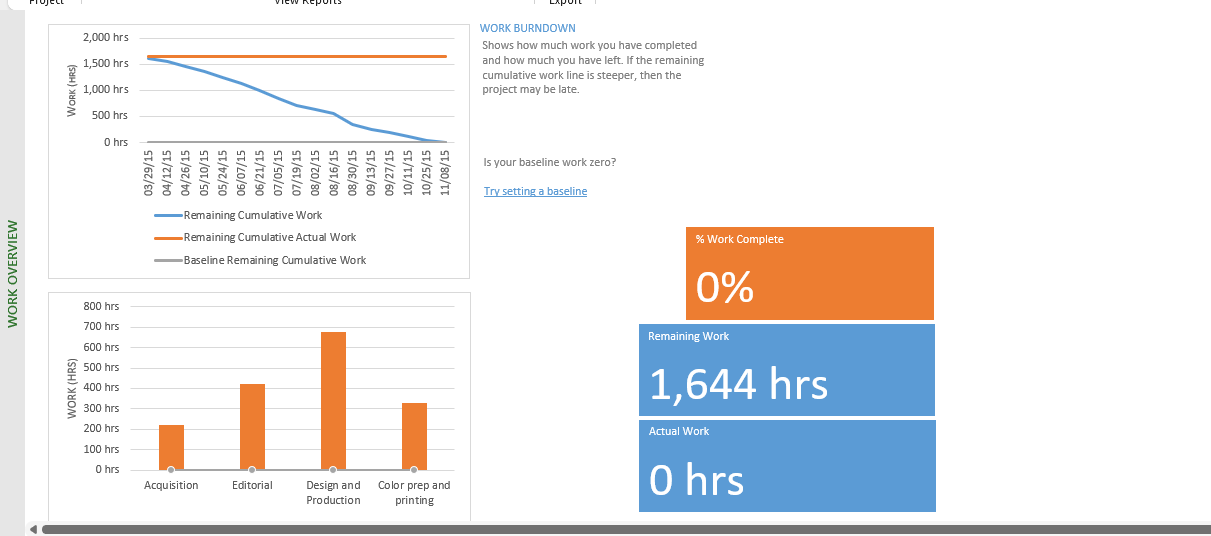 Project
View Reports
Export
WORK OVERVIEW
2,000 hrs
1,500 hrs
1,000 hrs
500 hrs
0 hrs
WORK (HRS)
03/29/15
04/12/15
04/26/15
05/10/15
05/24/15
06/07/15
06/21/15
07/05/15
07/19/15
08/02/15
08/16/15
08/30/15
09/13/15
09/27/15
10/11/15
10/25/15
11/08/15
Remaining Cumulative Work
Remaining Cumulative Actual Work
Baseline Remaining Cumulative Work
WORK BURNDOWN
Shows how much work you have completed
and how much you have left. If the remaining
cumulative work line is steeper, then the
project may be late.
Is your baseline work zero?
Try setting a baseline
% Work Complete
0%
Remaining Work
1,644 hrs
Actual Work
0 hrs
800 hrs
700 hrs
600 hrs
500 hrs
400 hrs
300 hrs
200 hrs
100 hrs
0 hrs
WORK (HRS)
Acquisition
Editorial
Design and
Production
Color prep and
printing